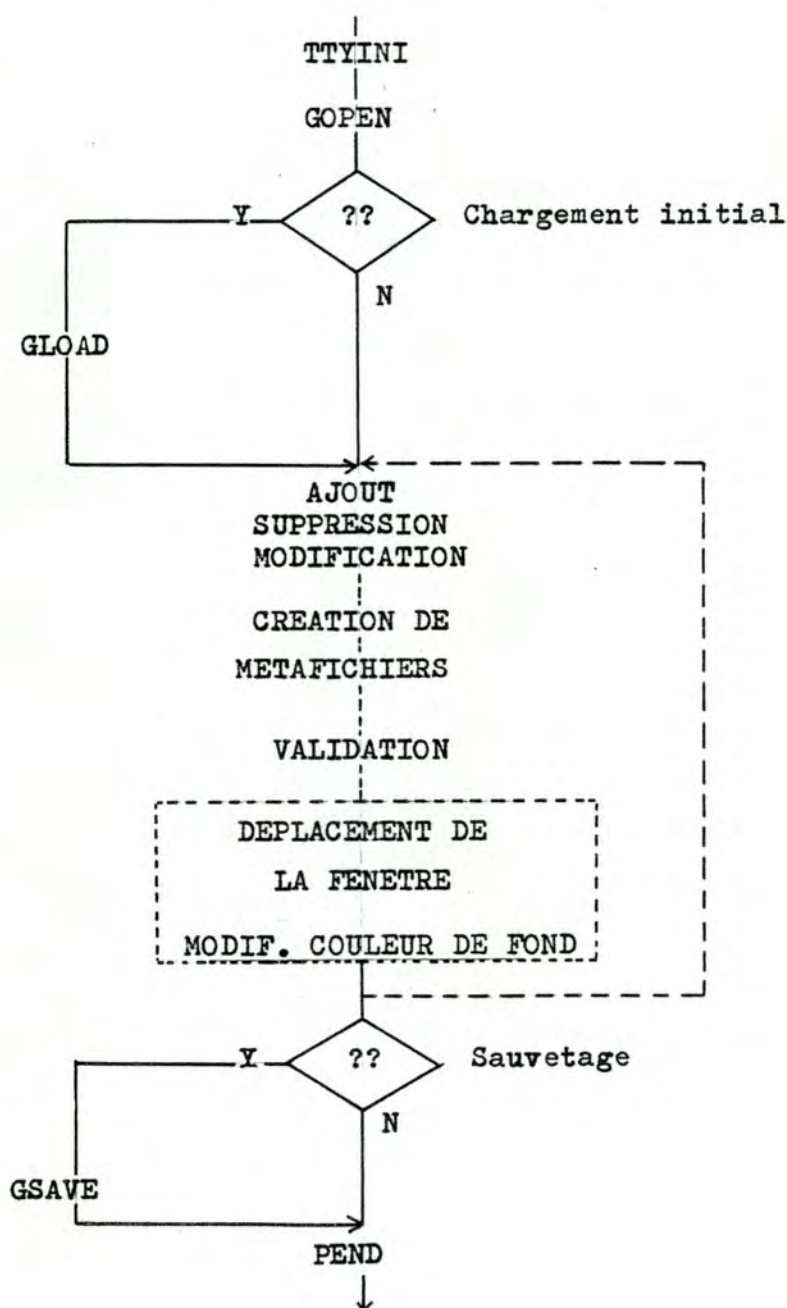 TTYINI
GOPEN
Y
??
Chargement initial
N
GLOAD
AJOUT
SUPPRESSION
MODIFICATION
CREATION DE
METAFICHIERS
VALIDATION
DEPLACEMENT DE
LA FENETRE
MODIF. COULEUR DE FOND
Y
??
Sauvetage
N
GSAVE
PEND